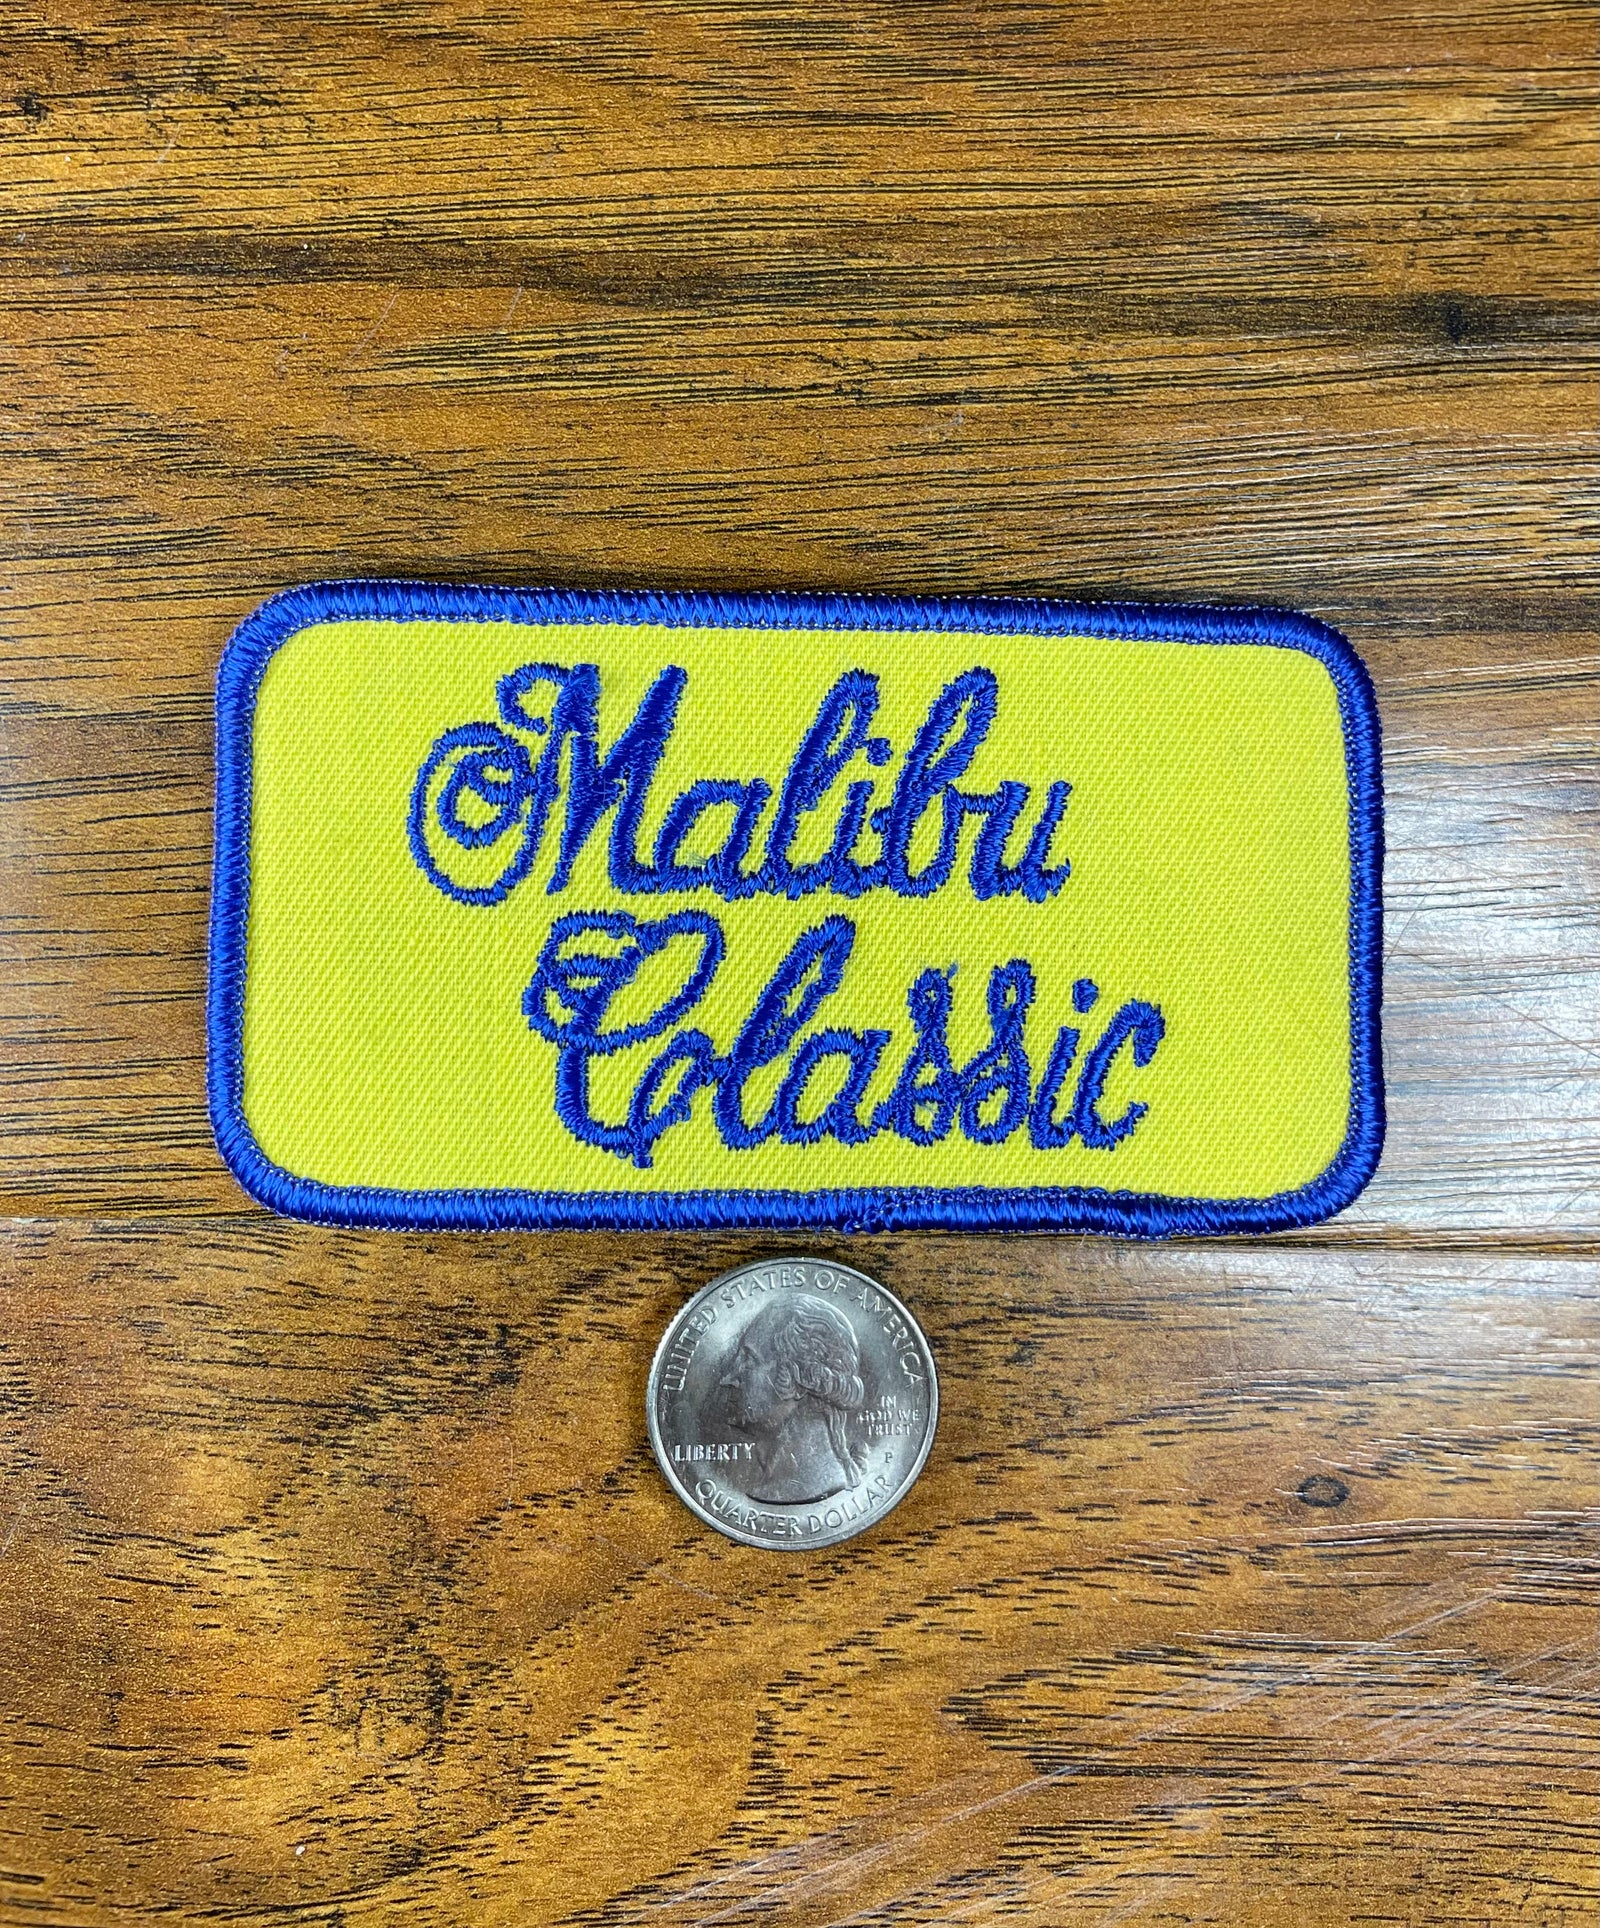 Malibu
Classic
UNITED STATES OF AMERICA
LIBERTY
IN
GOD WE
TRUST
P
QUARTER DOLLAR